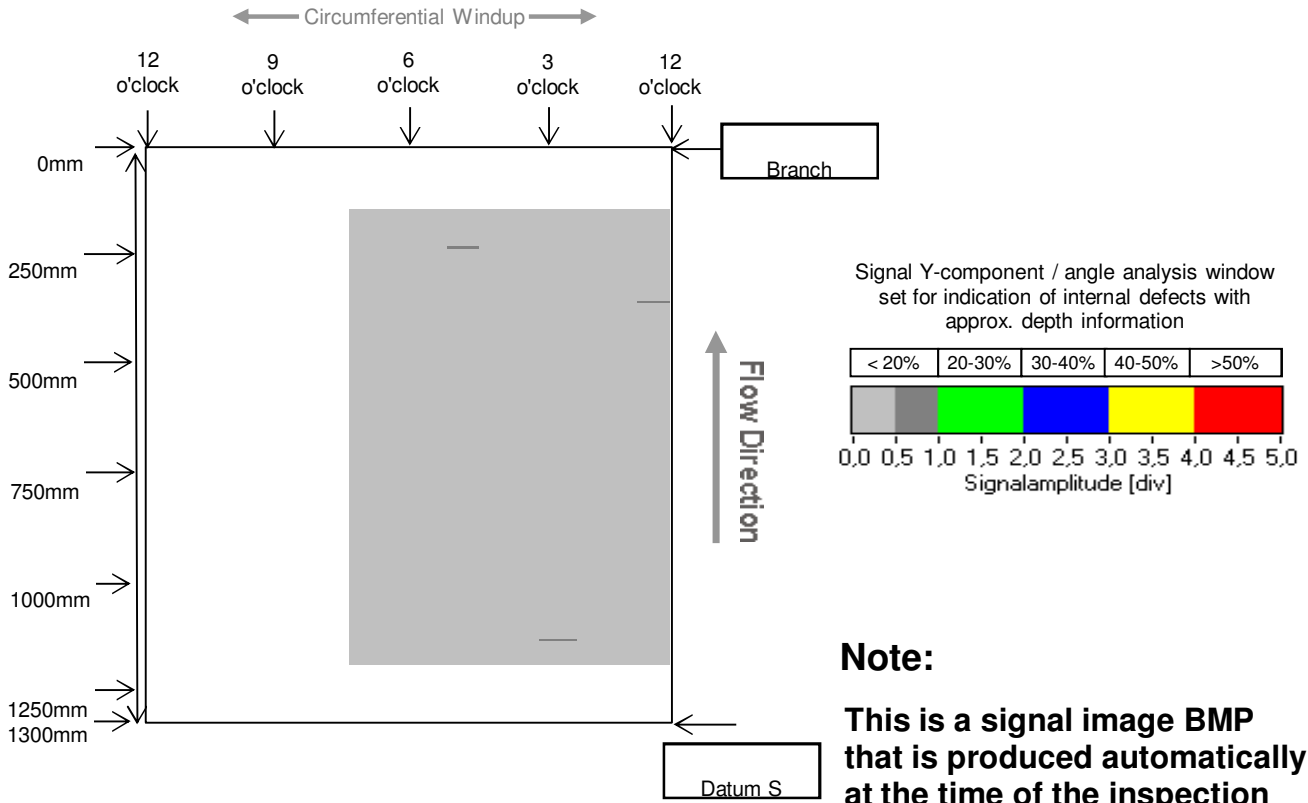 Circumferential Windup
12
o'clock
9
o'clock
6
o'clock
3
o'clock
12
o'clock
0mm
Branch
250mm
500mm
750mm
1000mm
1250mm
1300mm
Flow Direction
Datum S
Signal Y-component / angle analysis window
set for indication of internal defects with
approx. depth information
< 20% 20-30% 30-40% 40-50% >50%
0,0 0,5 1,0 1,5 2,0 2,5 3,0 3,5 4,0 4,5 5,0
Signalamplitude [div]
Note:
This is a signal image BMP
that is produced automatically
at the time of the inspection